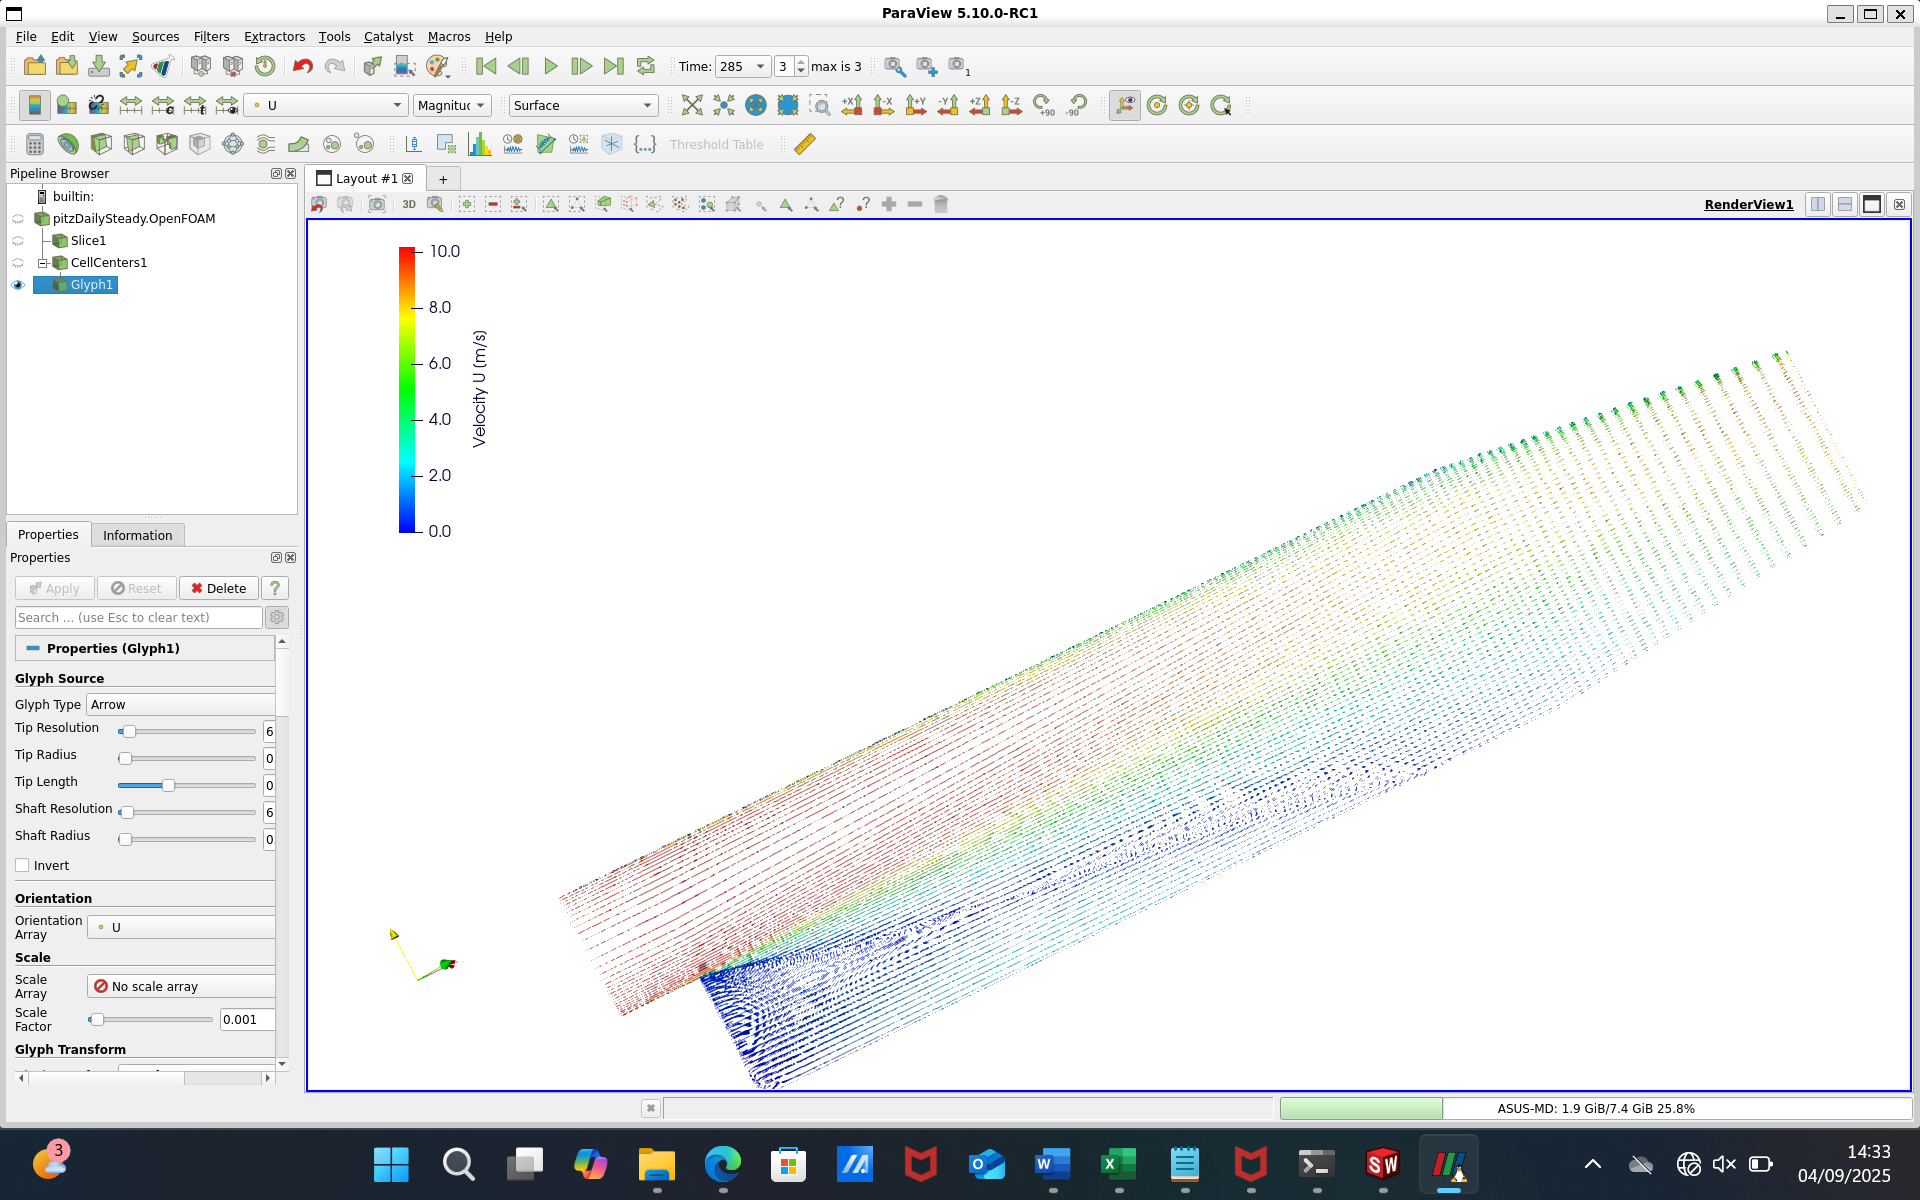 ParaView 5.10.0-RC1
File Edit View Sources Filters Extractors Tools Catalyst Macros Help
Time: 285 3 max is 3 1
U Magnituc Surface +X -X +Y -Y +Z -Z +90 -90
Threshold Table
Pipeline Browser
builtin:
pitzDailySteady.OpenFOAM
Slice1
CellCenters1
Glyph1
Properties Information
Properties
Apply Reset Delete ?
Search ... (use Esc to clear text)
Properties (Glyph1)
Glyph Source
Glyph Type Arrow
Tip Resolution 6
Tip Radius 0
Tip Length 0
Shaft Resolution 6
Shaft Radius 0
Invert
Orientation
Orientation Array U
Scale
Scale Array No scale array
Scale Factor 0.001
Glyph Transform
Layout #1 +
3D
RenderView1
10.0
8.0
6.0
4.0
2.0
0.0
Velocity U (m/s)
ASUS-MD: 1.9 GiB/7.4 GiB 25.8%
3
14:33
04/09/2025